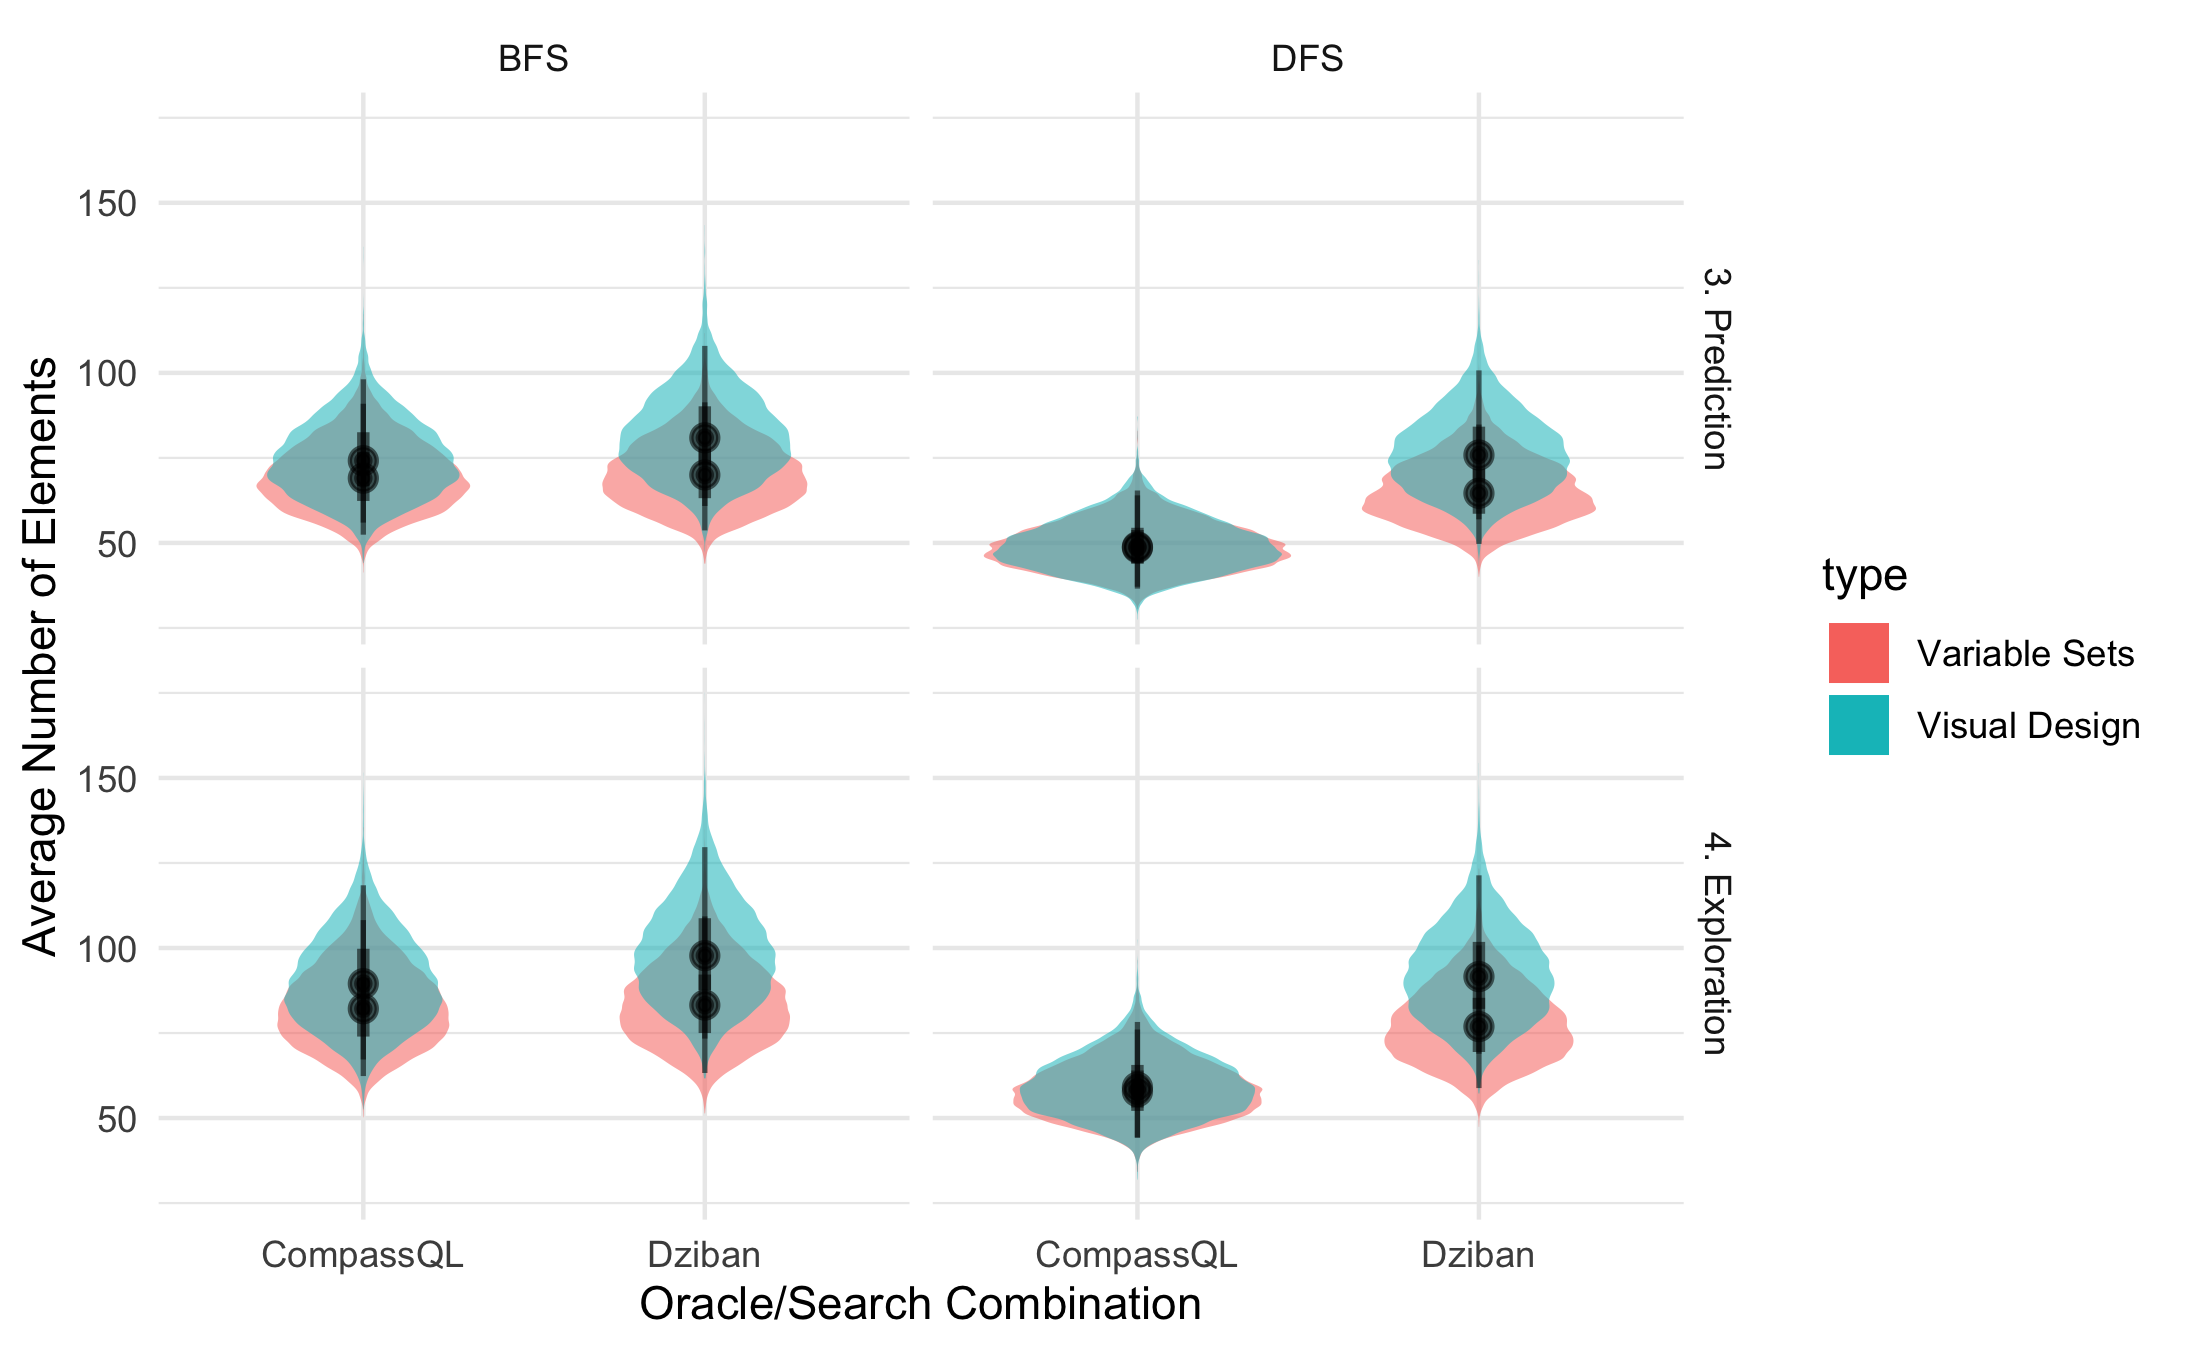 BFS
DFS
150
100
50
3. Prediction
150
100
50
4. Exploration
Average Number of Elements
CompassQL
Dziban
CompassQL
Dziban
Oracle/Search Combination
type
Variable Sets
Visual Design